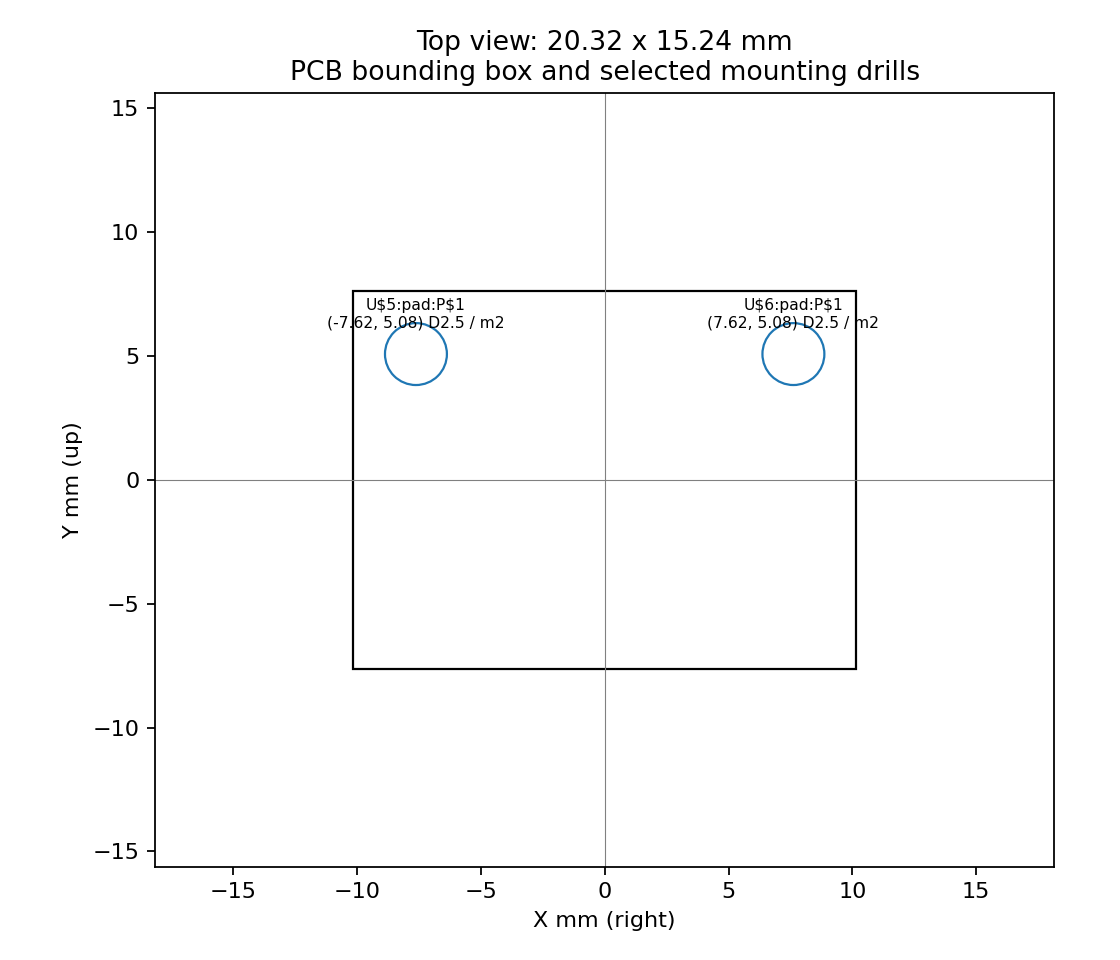 Top view: 20.32 x 15.24 mm
PCB bounding box and selected mounting drills
15
10
5
0
−5
−10
−15
Y mm (up)
U$5:pad:P$1
(-7.62, 5.08) D2.5 / m2
U$6:pad:P$1
(7.62, 5.08) D2.5 / m2
−15
−10
−5
0
5
10
15
X mm (right)